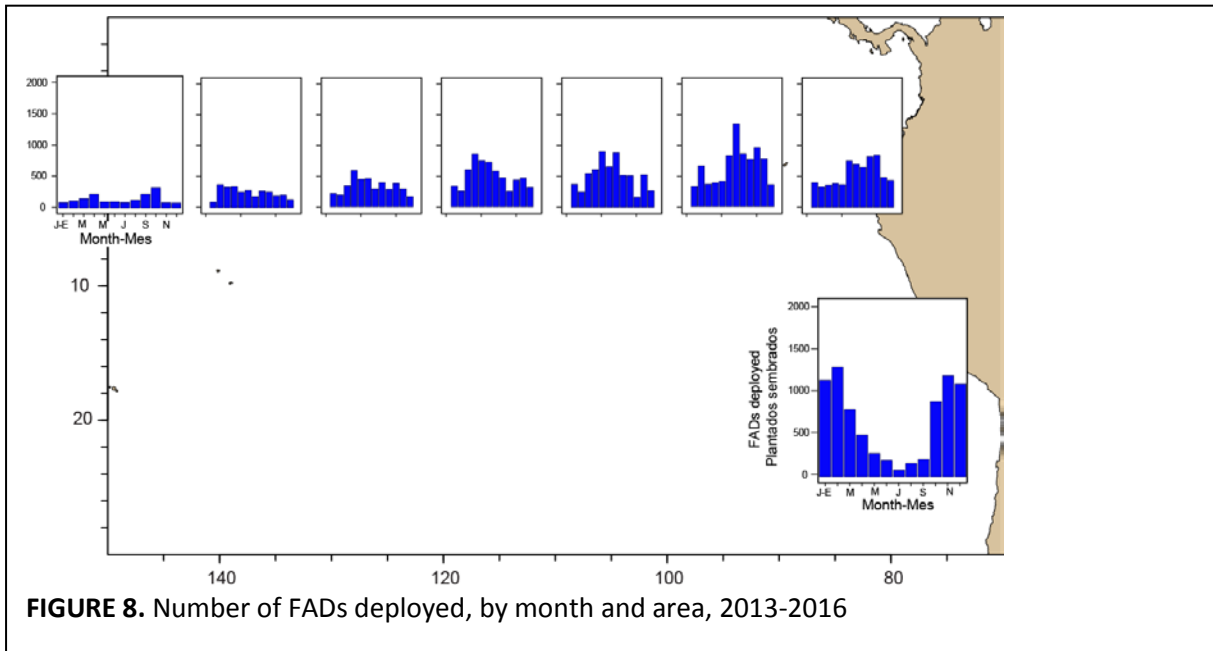 2000
1500
1000
500
0
J-E M M J S N
Month-Mes
10
20
FADs deployed
Plantados sembrados
2000
1500
1000
500
0
J-E M M J S N
Month-Mes
140 120 100 80
FIGURE 8. Number of FADs deployed, by month and area, 2013-2016